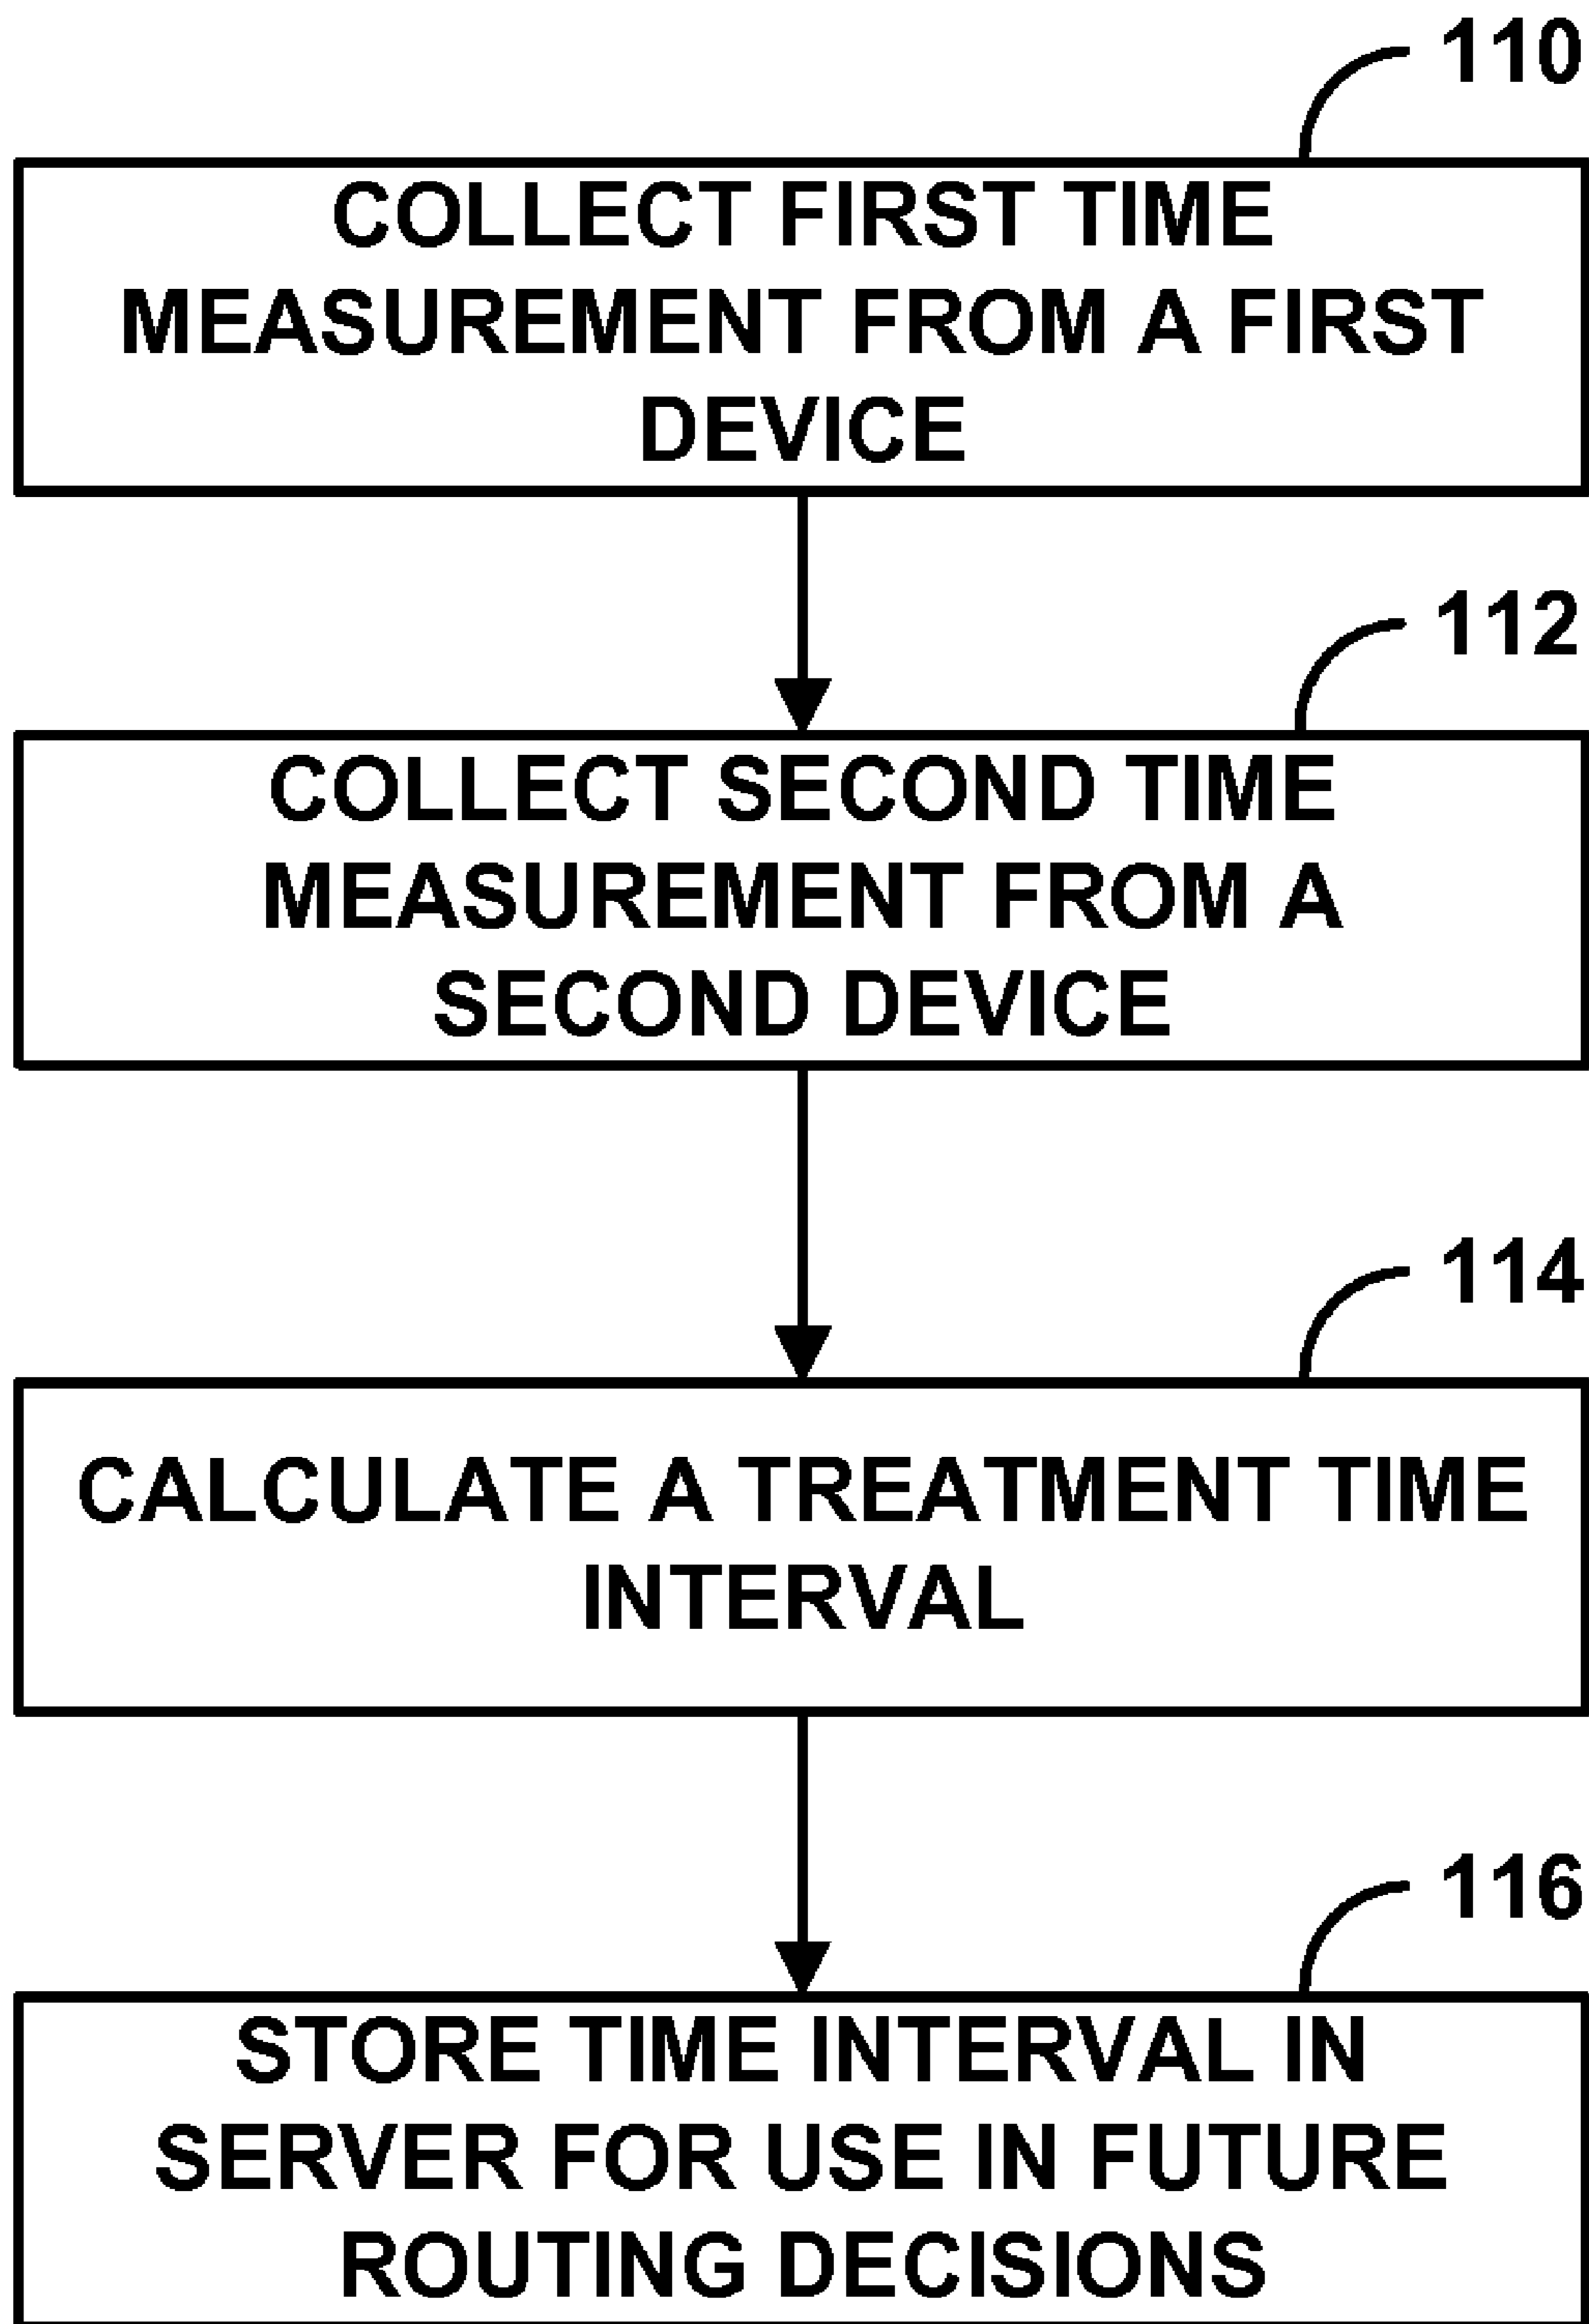 110
COLLECT FIRST TIME
MEASUREMENT FROM A FIRST
DEVICE
112
COLLECT SECOND TIME
MEASUREMENT FROM A
SECOND DEVICE
114
CALCULATE A TREATMENT TIME
INTERVAL
116
STORE TIME INTERVAL IN
SERVER FOR USE IN FUTURE
ROUTING DECISIONS